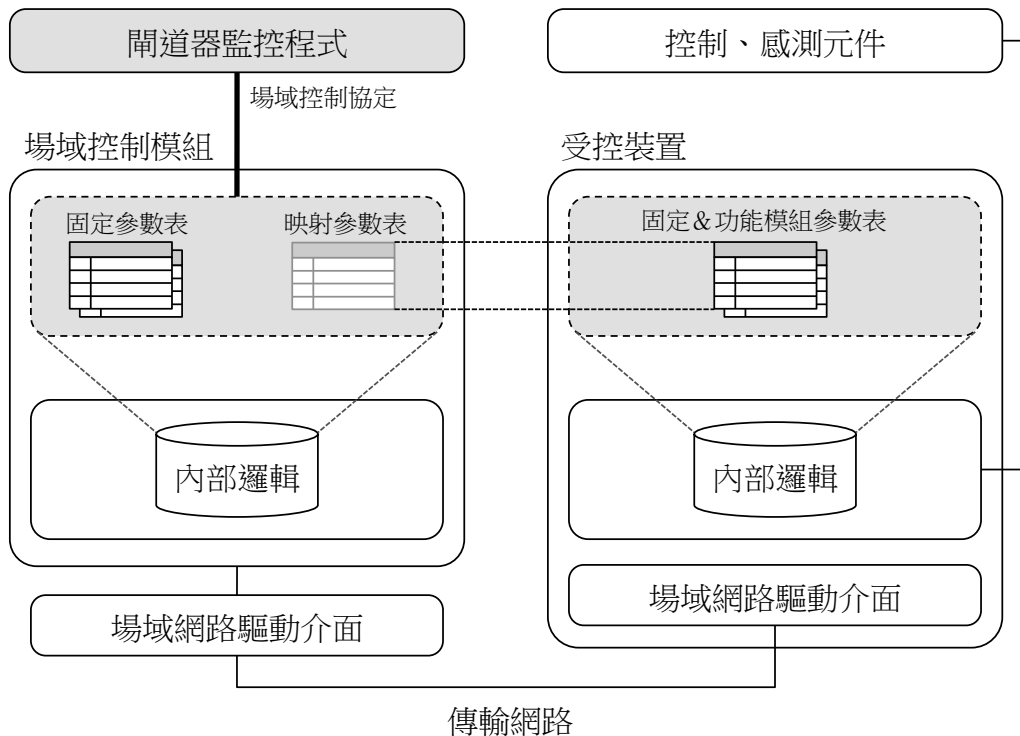 閘道器監控程式
控制、感測元件
場域控制協定
場域控制模組
受控裝置
固定參數表
映射參數表
固定&功能模組參數表
內部邏輯
內部邏輯
場域網路驅動介面
場域網路驅動介面
傳輸網路